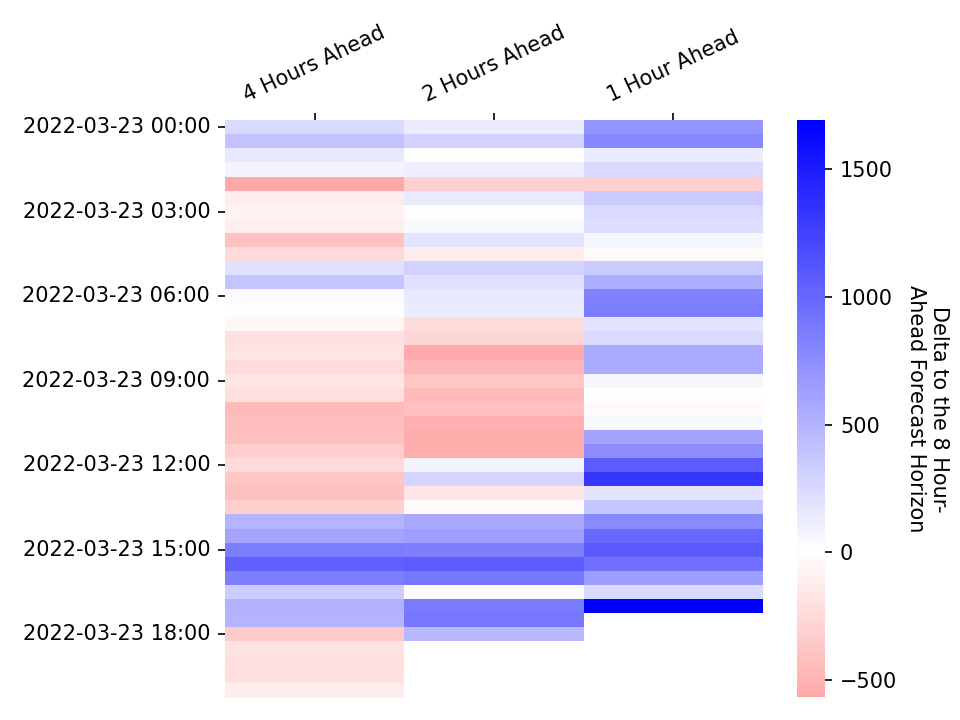 4 Hours Ahead
2 Hours Ahead
1 Hour Ahead
2022-03-23 00:00
2022-03-23 03:00
2022-03-23 06:00
2022-03-23 09:00
2022-03-23 12:00
2022-03-23 15:00
2022-03-23 18:00
1500
1000
500
0
−500
Delta to the 8 Hour-
Ahead Forecast Horizon